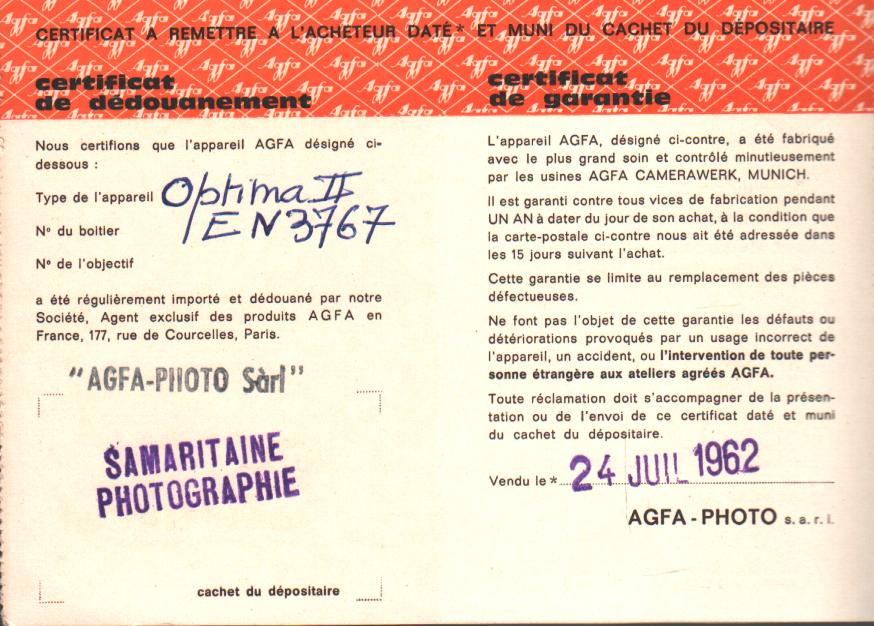 CERTIFICAT A REMETTRE A L'ACHETEUR DATÉ* ET MUNI DU CACHET DU DÉPOSITAIRE
certificat
de dédouanement
Nous certifions que l'appareil AGFA désigné ci-
dessous :
Type de l'appareil Optima II
N° du boitier EN3767
N° de l'objectif
a été régulièrement importé et dédouané par notre
Société, Agent exclusif des produits AGFA en
France, 177, rue de Courcelles, Paris.
"AGFA-PHOTO Sàrl"
SAMARITAINE
PHOTOGRAPHIE
cachet du dépositaire
certificat
de garantie
L'appareil AGFA, désigné ci-contre, a été fabriqué
avec le plus grand soin et contrôlé minutieusement
par les usines AGFA CAMERAWERK, MUNICH.
Il est garanti contre tous vices de fabrication pendant
UN AN à dater du jour de son achat, à la condition que
la carte-postale ci-contre nous ait été adressée dans
les 15 jours suivant l'achat.
Cette garantie se limite au remplacement des pièces
défectueuses.
Ne font pas l'objet de cette garantie les défauts ou
détériorations provoqués par un usage incorrect de
l'appareil, un accident, ou l'intervention de toute per-
sonne étrangère aux ateliers agréés AGFA.
Toute réclamation doit s'accompagner de la présen-
tation ou de l'envoi de ce certificat daté et muni
du cachet du dépositaire.
Vendu le* 24 JUIL 1962
AGFA-PHOTO s.a.r.l.